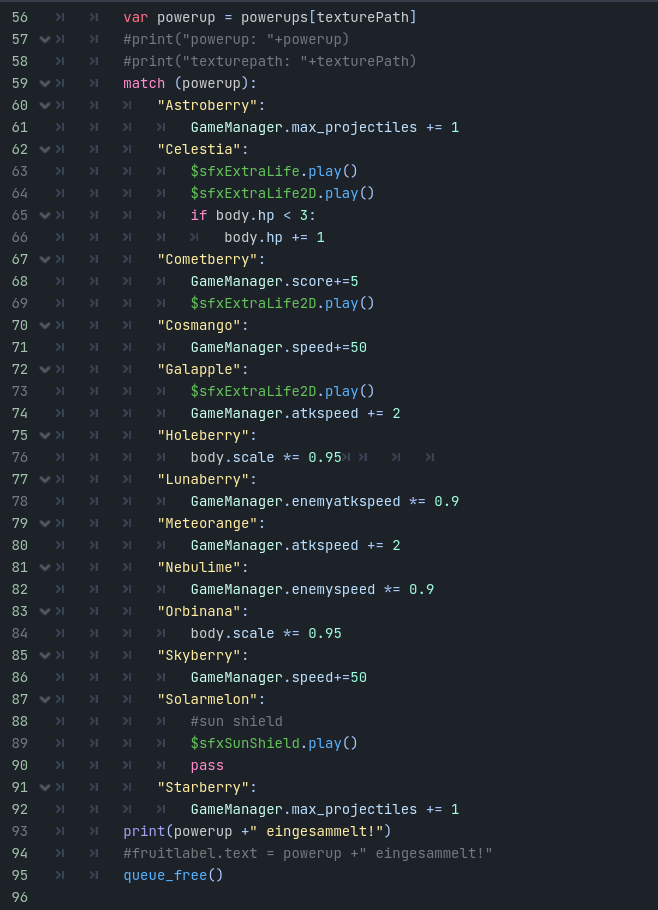 56 var powerup = powerups[texturePath]
57 #print("powerup: "+powerup)
58 #print("texturepath: "+texturePath)
59 match (powerup):
60 "Astroberry":
61 GameManager.max_projectiles += 1
62 "Celestia":
63 $sfxExtraLife.play()
64 $sfxExtraLife2D.play()
65 if body.hp < 3:
66 body.hp += 1
67 "Cometberry":
68 GameManager.score+=5
69 $sfxExtraLife2D.play()
70 "Cosmango":
71 GameManager.speed+=50
72 "Galapple":
73 $sfxExtraLife2D.play()
74 GameManager.atkspeed += 2
75 "Holeberry":
76 body.scale *= 0.95
77 "Lunaberry":
78 GameManager.enemyatkspeed *= 0.9
79 "Meteorange":
80 GameManager.atkspeed += 2
81 "Nebulime":
82 GameManager.enemyspeed *= 0.9
83 "Orbinana":
84 body.scale *= 0.95
85 "Skyberry":
86 GameManager.speed+=50
87 "Solarmelon":
88 #sun shield
89 $sfxSunShield.play()
90 pass
91 "Starberry":
92 GameManager.max_projectiles += 1
93 print(powerup +" eingesammelt!")
94 #fruitlabel.text = powerup +" eingesammelt!"
95 queue_free()
96